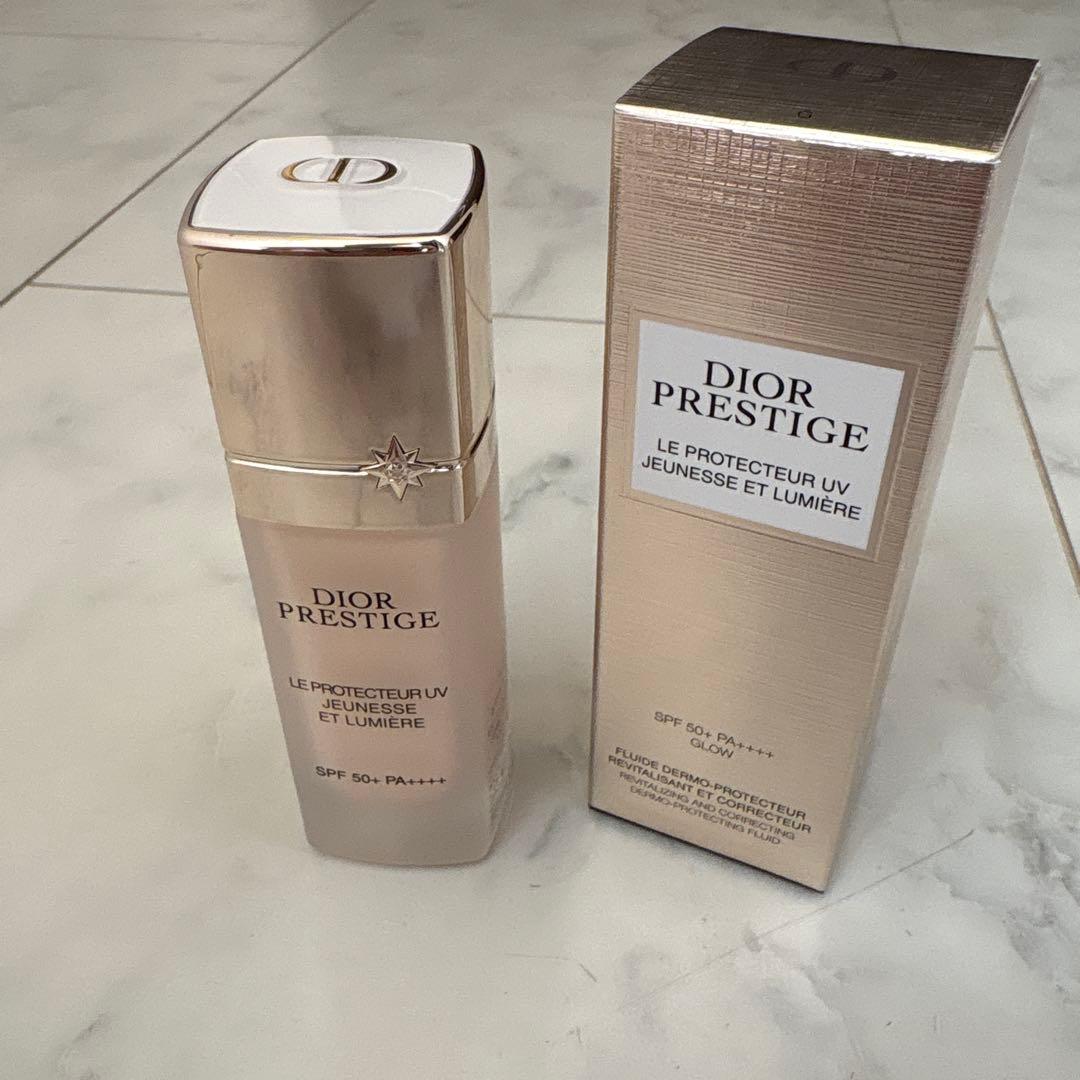 DIOR
PRESTIGE
LE PROTECTEUR UV
JEUNESSE
ET LUMIÈRE
SPF 50+ PA++++
DIOR
PRESTIGE
LE PROTECTEUR UV
JEUNESSE ET LUMIÈRE
SPF 50+ PA++++
GLOW
FLUIDE DERMO-PROTECTEUR
REVITALISANT ET CORRECTEUR
REVITALIZING AND CORRECTING
DERMO-PROTECTING FLUID